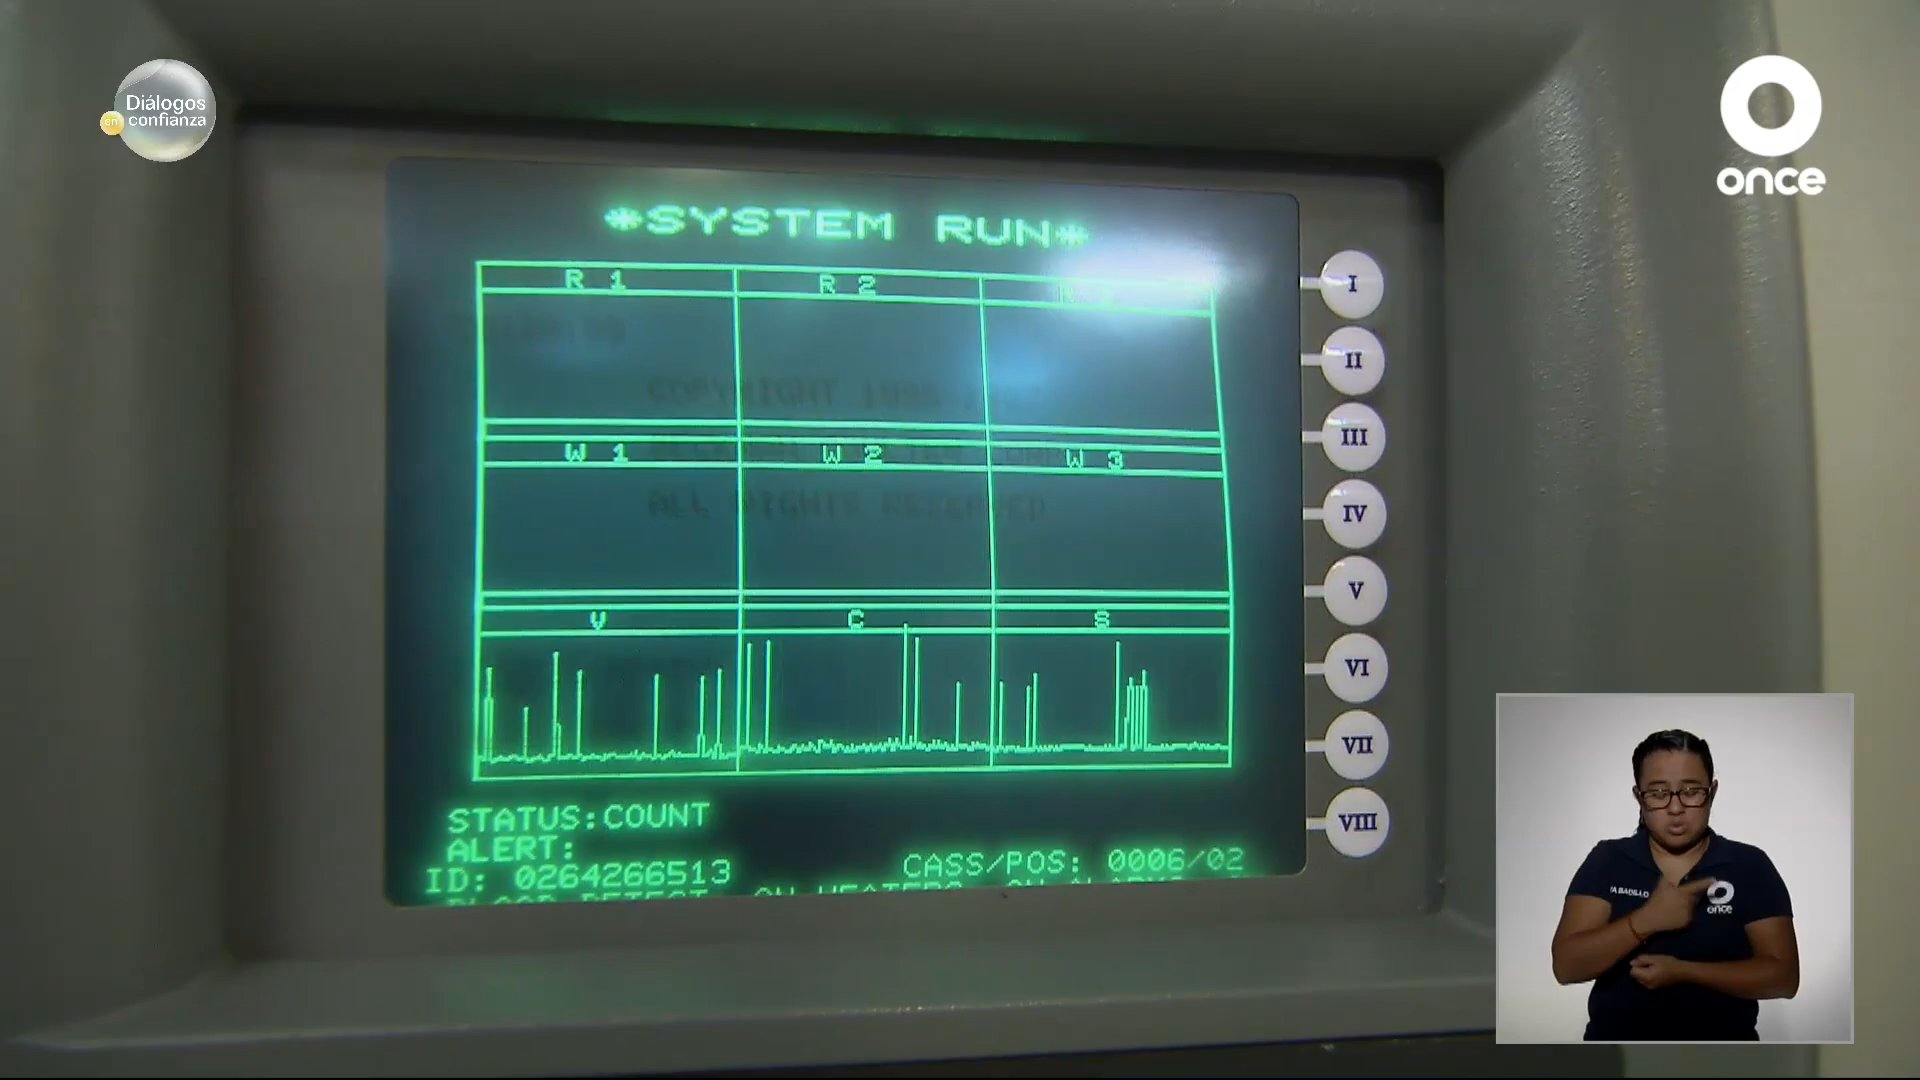 Diálogos
en confianza
once
*SYSTEM RUN*
R 1 R 2
W 1 W 2 W 3
V C S
STATUS:COUNT
ALERT:
ID: 0264266513 CASS/POS: 0006/02
I
II
III
IV
V
VI
VII
VIII
BADILLO
once